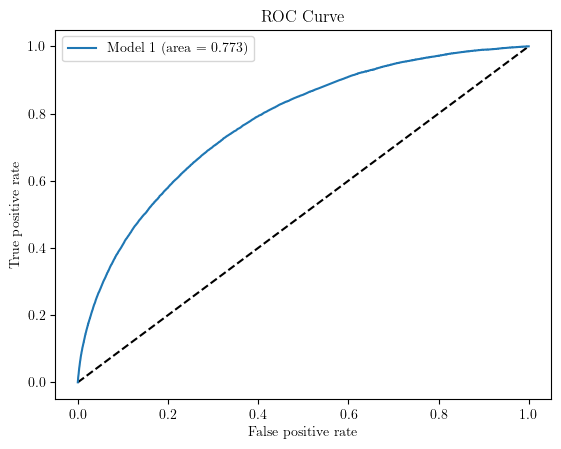 ROC Curve
Model 1 (area = 0.773)
True positive rate
1.0
0.8
0.6
0.4
0.2
0.0
0.0 0.2 0.4 0.6 0.8 1.0
False positive rate